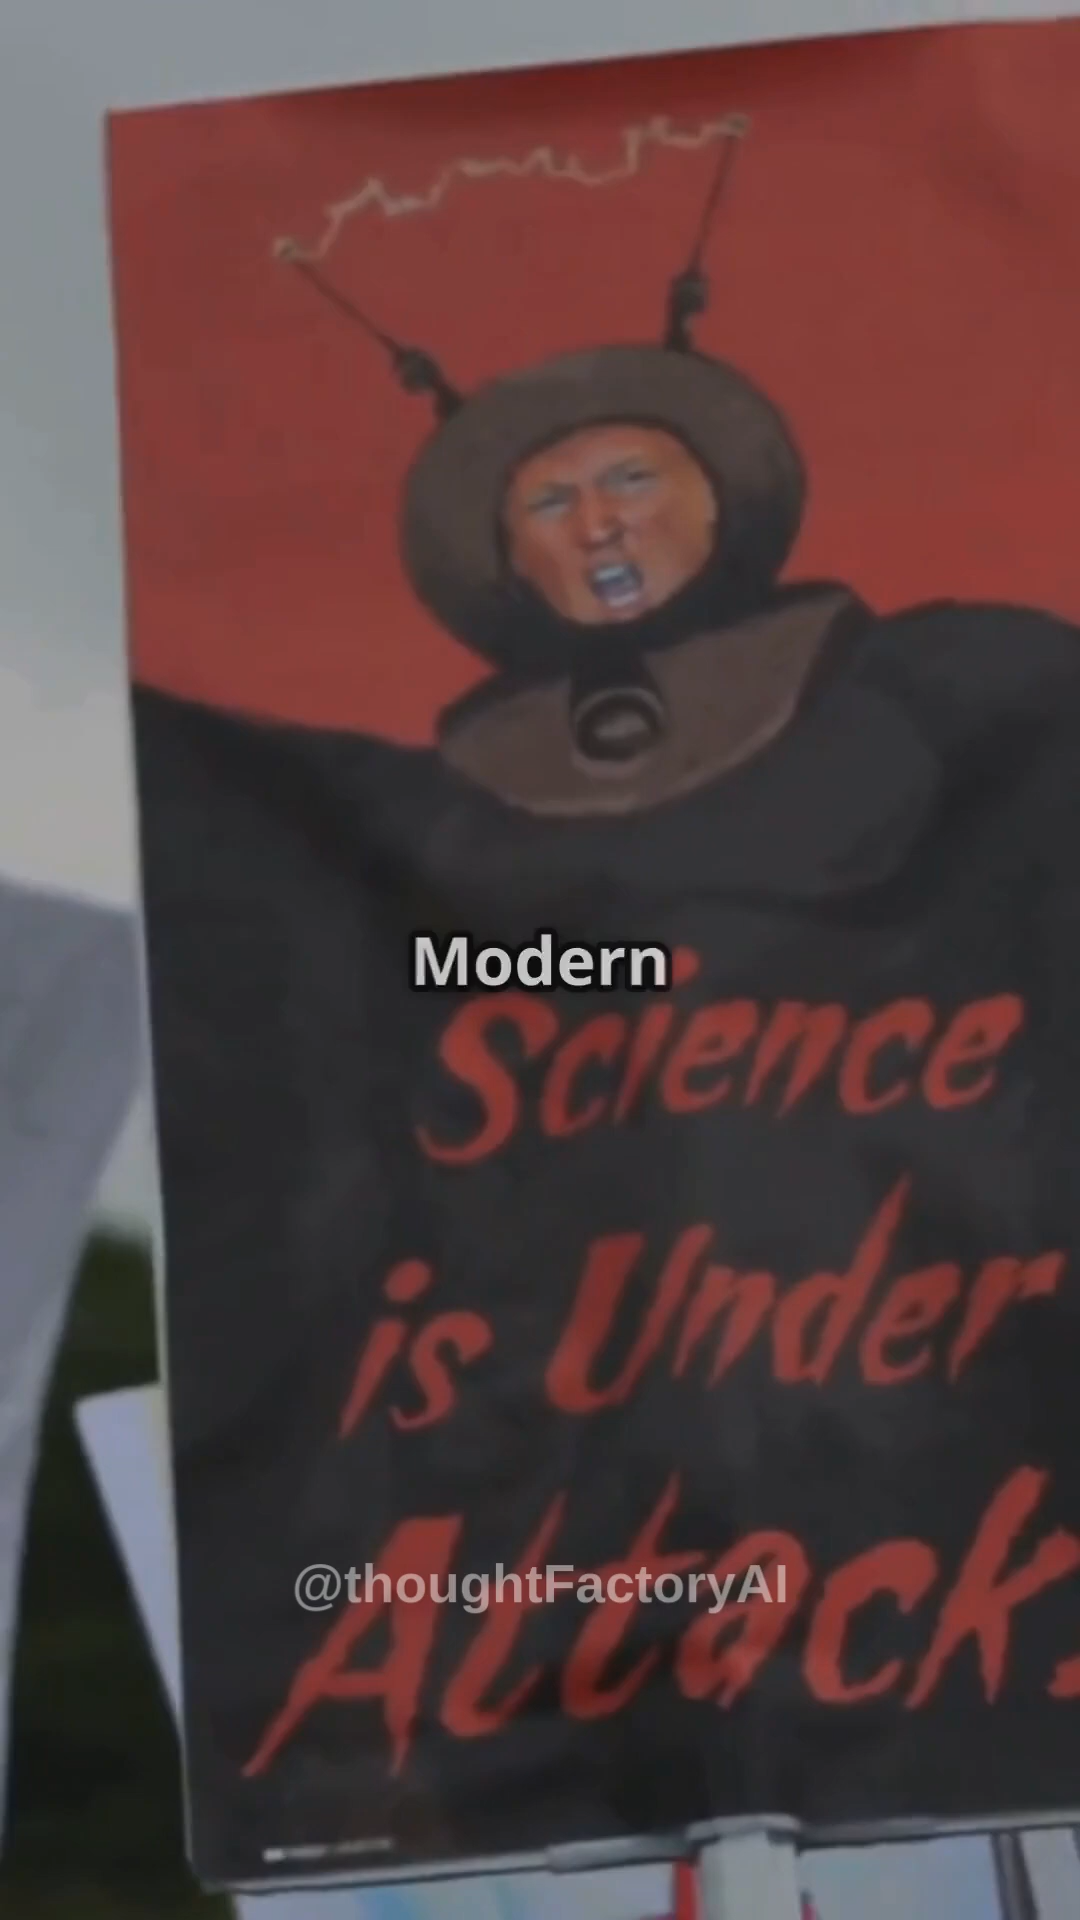 Modern
Science
is Under
Attack
@thoughtFactoryAI